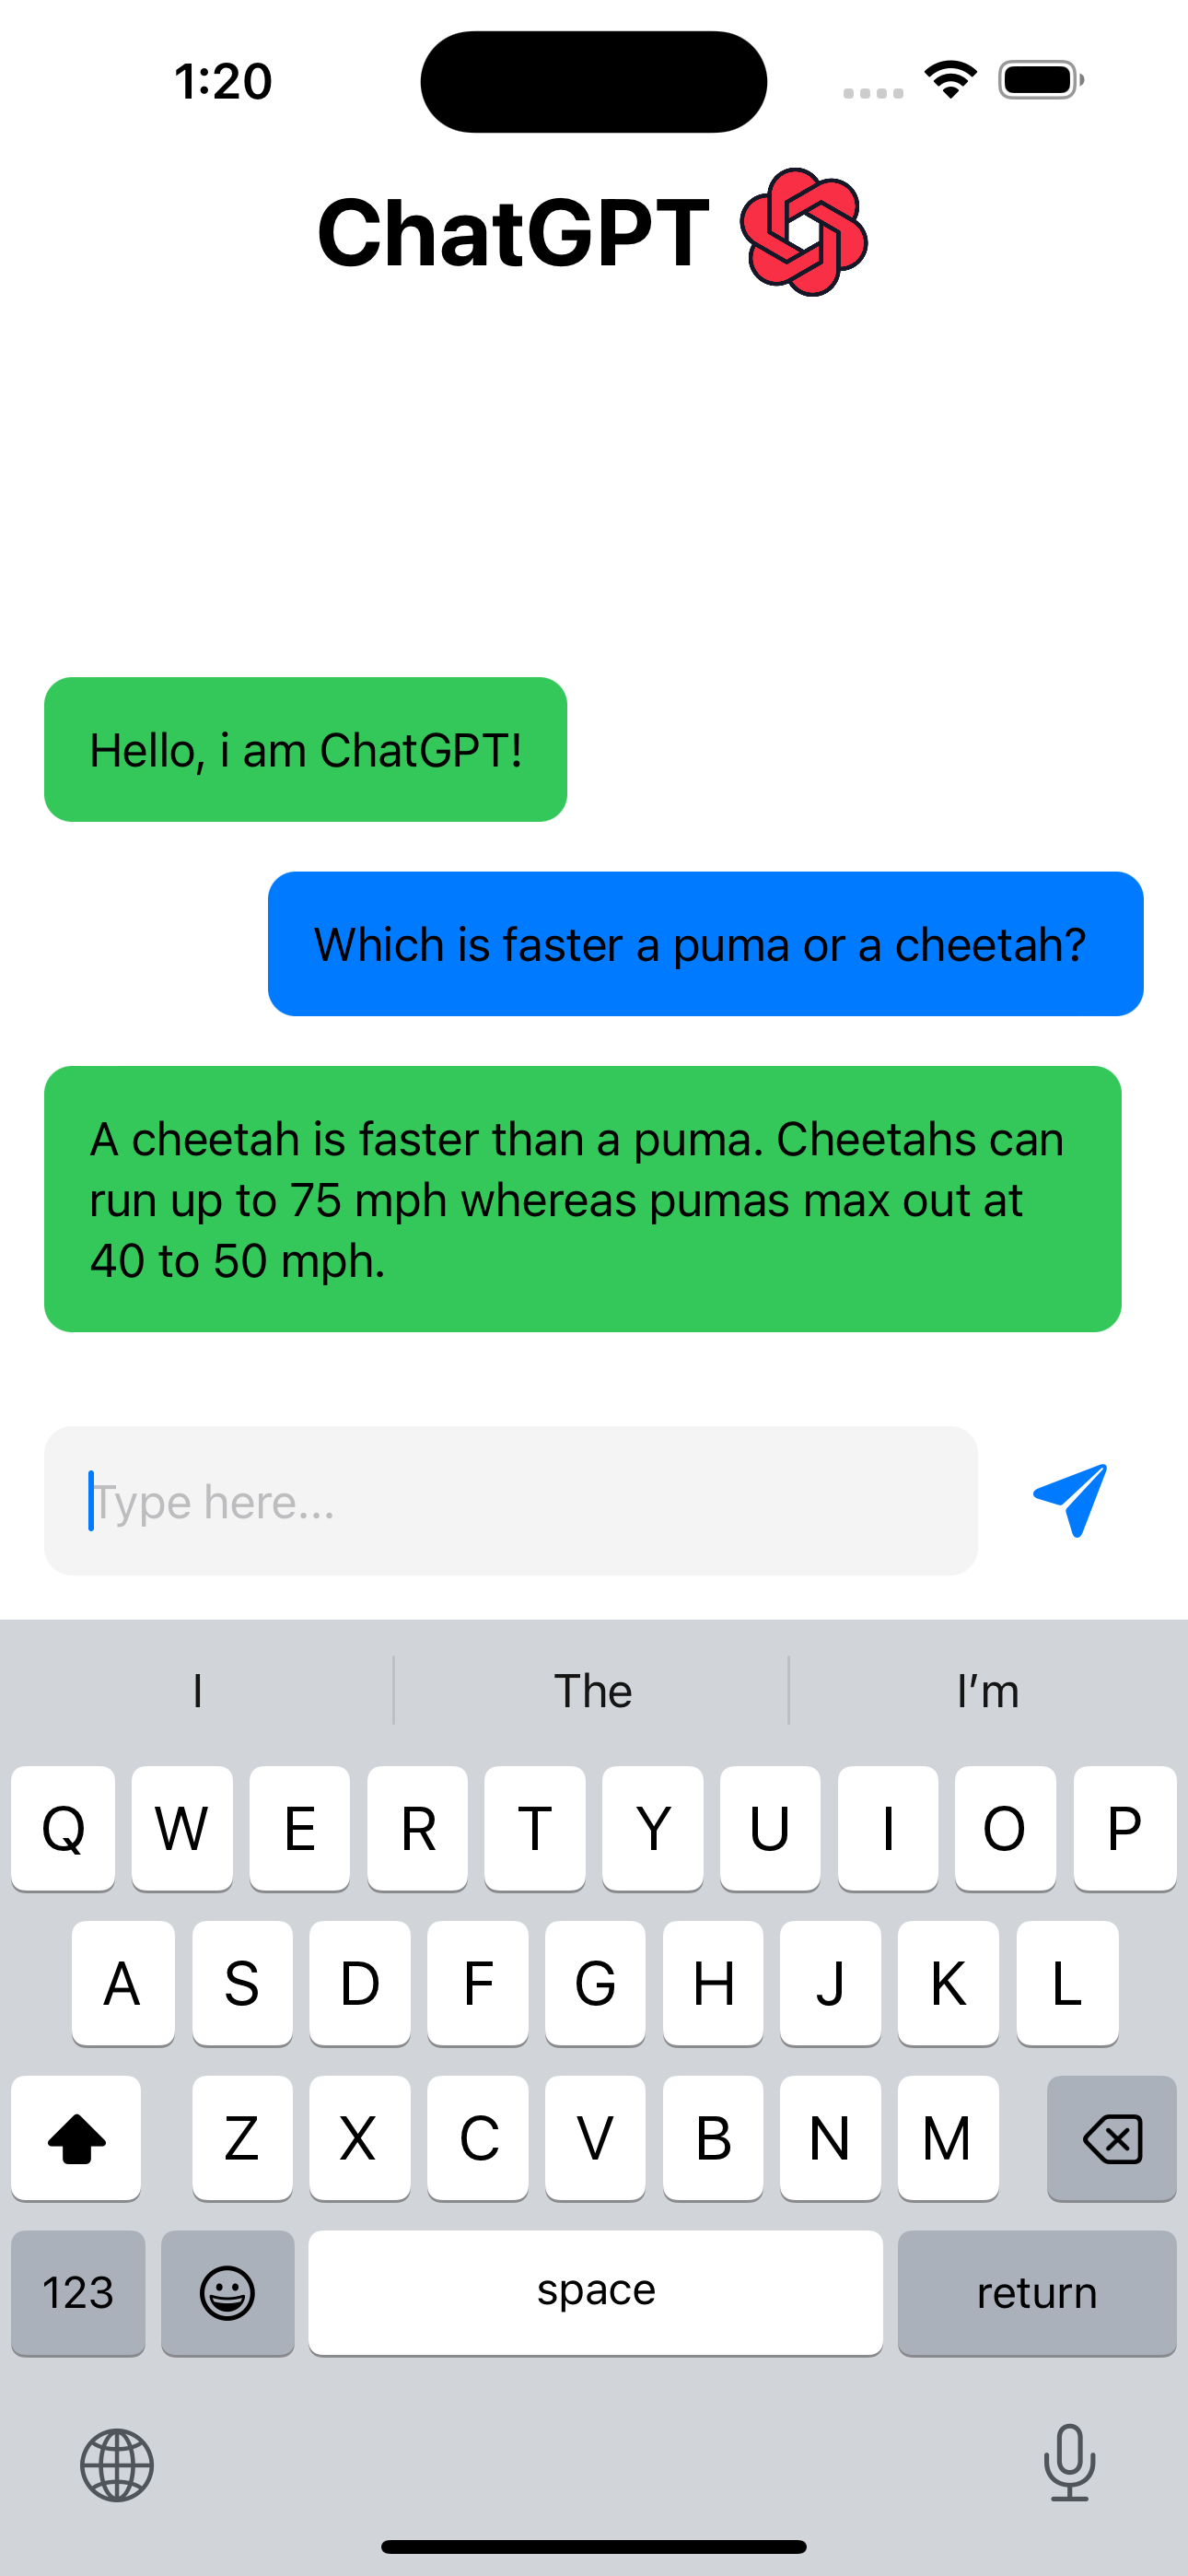 1:20
ChatGPT
Hello, i am ChatGPT!
Which is faster a puma or a cheetah?
A cheetah is faster than a puma. Cheetahs can
run up to 75 mph whereas pumas max out at
40 to 50 mph.
Type here...
I The I’m
Q W E R T Y U I O P
A S D F G H J K L
Z X C V B N M
123 space return